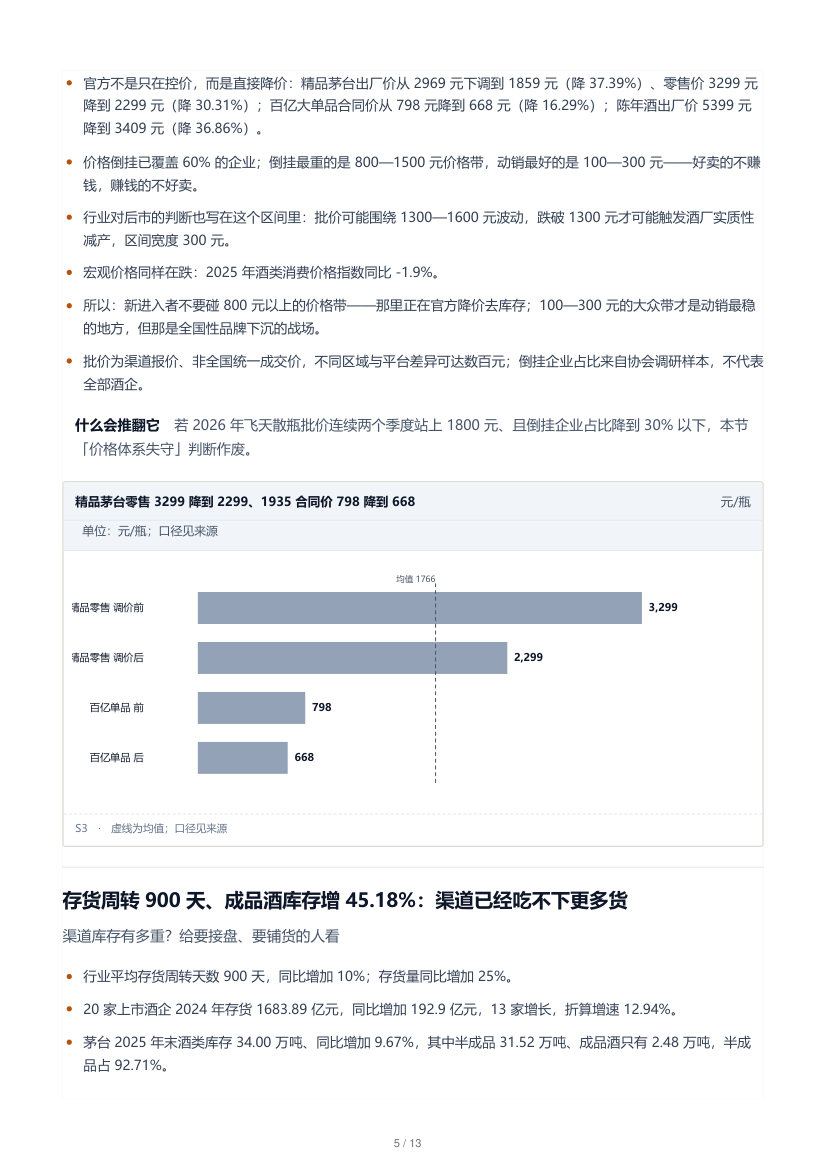 官方不是只在控价，而是直接降价：精品茅台出厂价从 2969 元下调到 1859 元（降 37.39%）、零售价 3299 元
降到 2299 元（降 30.31%）；百亿大单品合同价从 798 元降到 668 元（降 16.29%）；陈年酒出厂价 5399 元
降到 3409 元（降 36.86%）。
价格倒挂已覆盖 60% 的企业；倒挂最重的是 800—1500 元价格带，动销最好的是 100—300 元——好卖的不赚
钱，赚钱的不好卖。
行业对后市的判断也写在这个区间里：批价可能围绕 1300—1600 元波动，跌破 1300 元才可能触发酒厂实质性
减产，区间宽度 300 元。
宏观价格同样在跌：2025 年酒类消费价格指数同比 -1.9%。
所以：新进入者不要碰 800 元以上的价格带——那里正在官方降价去库存；100—300 元的大众带才是动销最稳
的地方，但那是全国性品牌下沉的战场。
批价为渠道报价、非全国统一成交价，不同区域与平台差异可达数百元；倒挂企业占比来自协会调研样本，不代表
全部酒企。
什么会推翻它 若 2026 年飞天散瓶批价连续两个季度站上 1800 元、且倒挂企业占比降到 30% 以下，本节
「价格体系失守」判断作废。
精品茅台零售 3299 降到 2299、1935 合同价 798 降到 668 元/瓶
单位：元/瓶；口径见来源
均值 1766
精品零售 调价前 3,299
精品零售 调价后 2,299
百亿单品 前 798
百亿单品 后 668
S3 · 虚线为均值；口径见来源
存货周转 900 天、成品酒库存增 45.18%：渠道已经吃不下更多货
渠道库存有多重？给要接盘、要铺货的人看
行业平均存货周转天数 900 天，同比增加 10%；存货量同比增加 25%。
20 家上市酒企 2024 年存货 1683.89 亿元，同比增加 192.9 亿元，13 家增长，折算增速 12.94%。
茅台 2025 年末酒类库存 34.00 万吨、同比增加 9.67%，其中半成品 31.52 万吨、成品酒只有 2.48 万吨，半成
品占 92.71%。
5 / 13